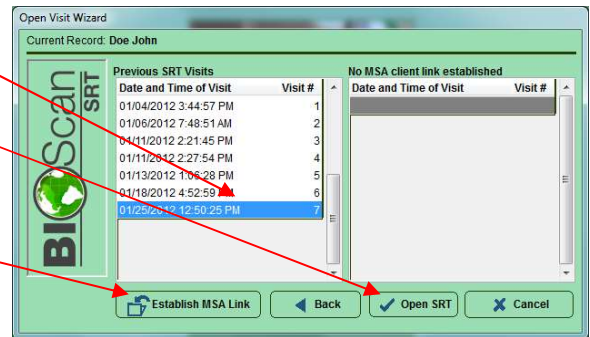 Open Visit Wizard
Current Record: Doe John
BIOScan
SRT
Previous SRT Visits
Date and Time of Visit Visit #
01/04/2012 3:44:57 PM 1
01/06/2012 7:48:51 AM 2
01/11/2012 2:21:45 PM 3
01/11/2012 2:27:54 PM 4
01/13/2012 1:06:28 PM 5
01/18/2012 4:52:59 6
01/25/2012 12:50:25 PM 7
No MSA client link established
Date and Time of Visit Visit #
Establish MSA Link
Back
Open SRT
Cancel